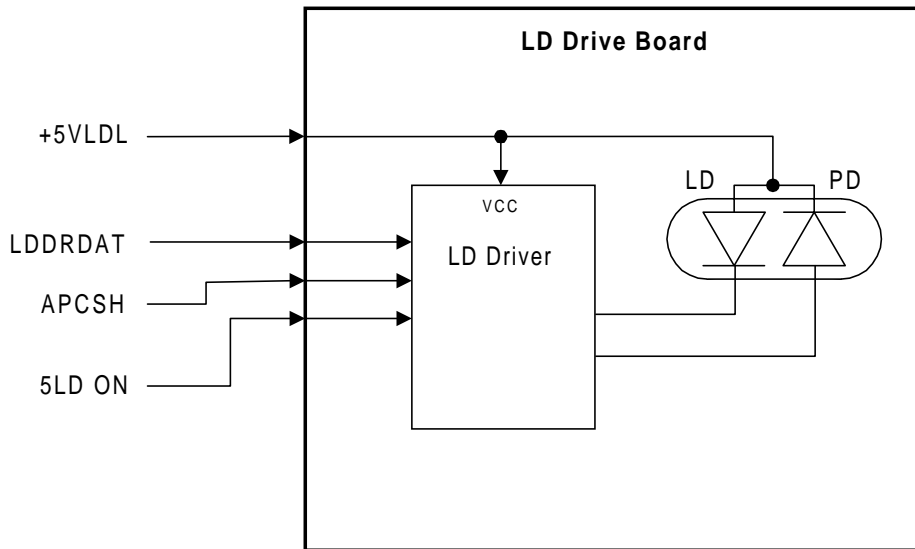 LD Drive Board
+5VLDL
LD PD
VCC
LDDRDAT
LD Driver
APCSH
5LD ON